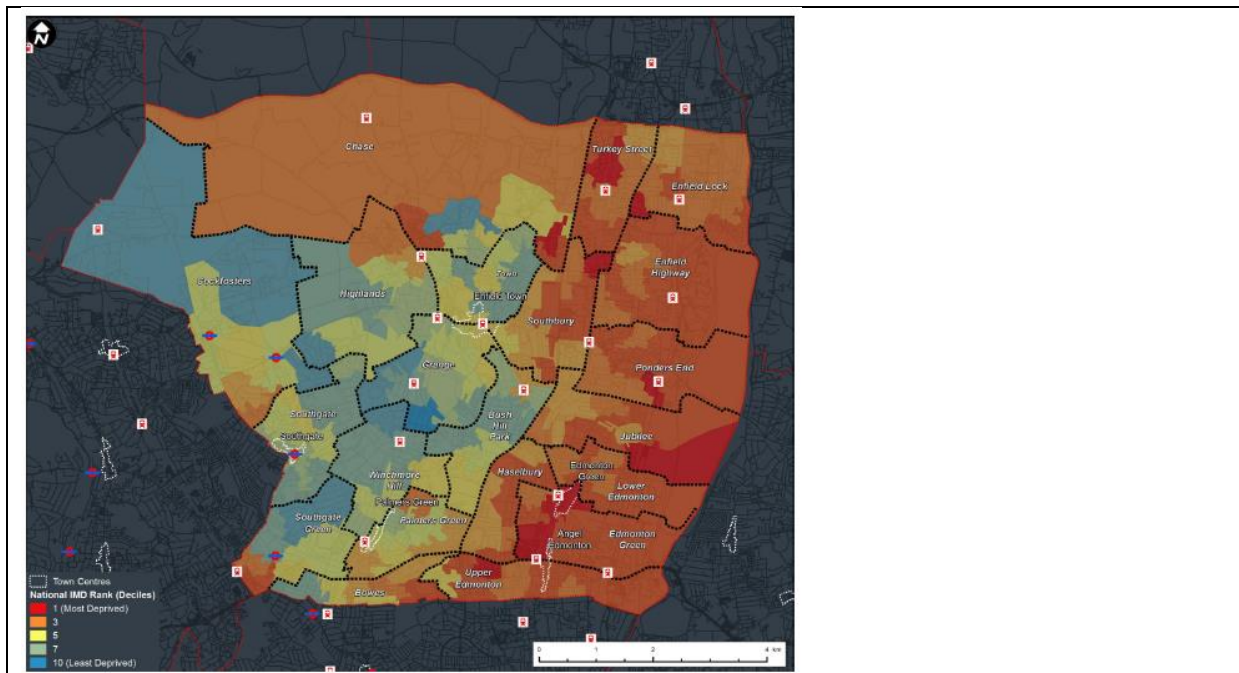 N
Chase
Turkey Street
Enfield Lock
Enfield
Highway
Cockfosters
Highlands
Town
Enfield Town
Southbury
Grange
Ponders End
Southgate
Southgate
Bush
Hill
Park
Jubilee
Winchmore
Hill
Haselbury
Edmonton
Green
Lower
Edmonton
Palmers Green
Palmers Green
Southgate
Green
Angel
Edmonton
Edmonton
Green
Upper
Edmonton
Bowes
Town Centres
National IMD Rank (Deciles)
1 (Most Deprived)
3
5
7
10 (Least Deprived)
0 1 2 4 km